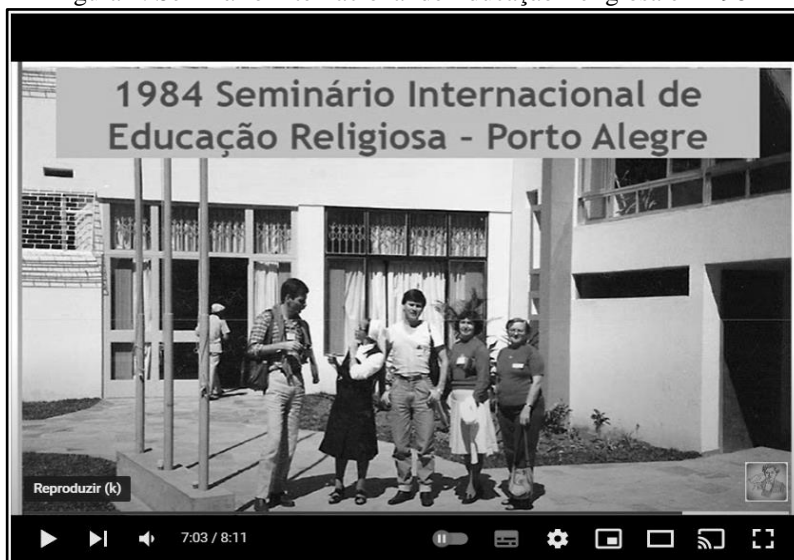 1984 Seminário Internacional de
Educação Religiosa - Porto Alegre
Reproduzir (k)
7:03 / 8:11